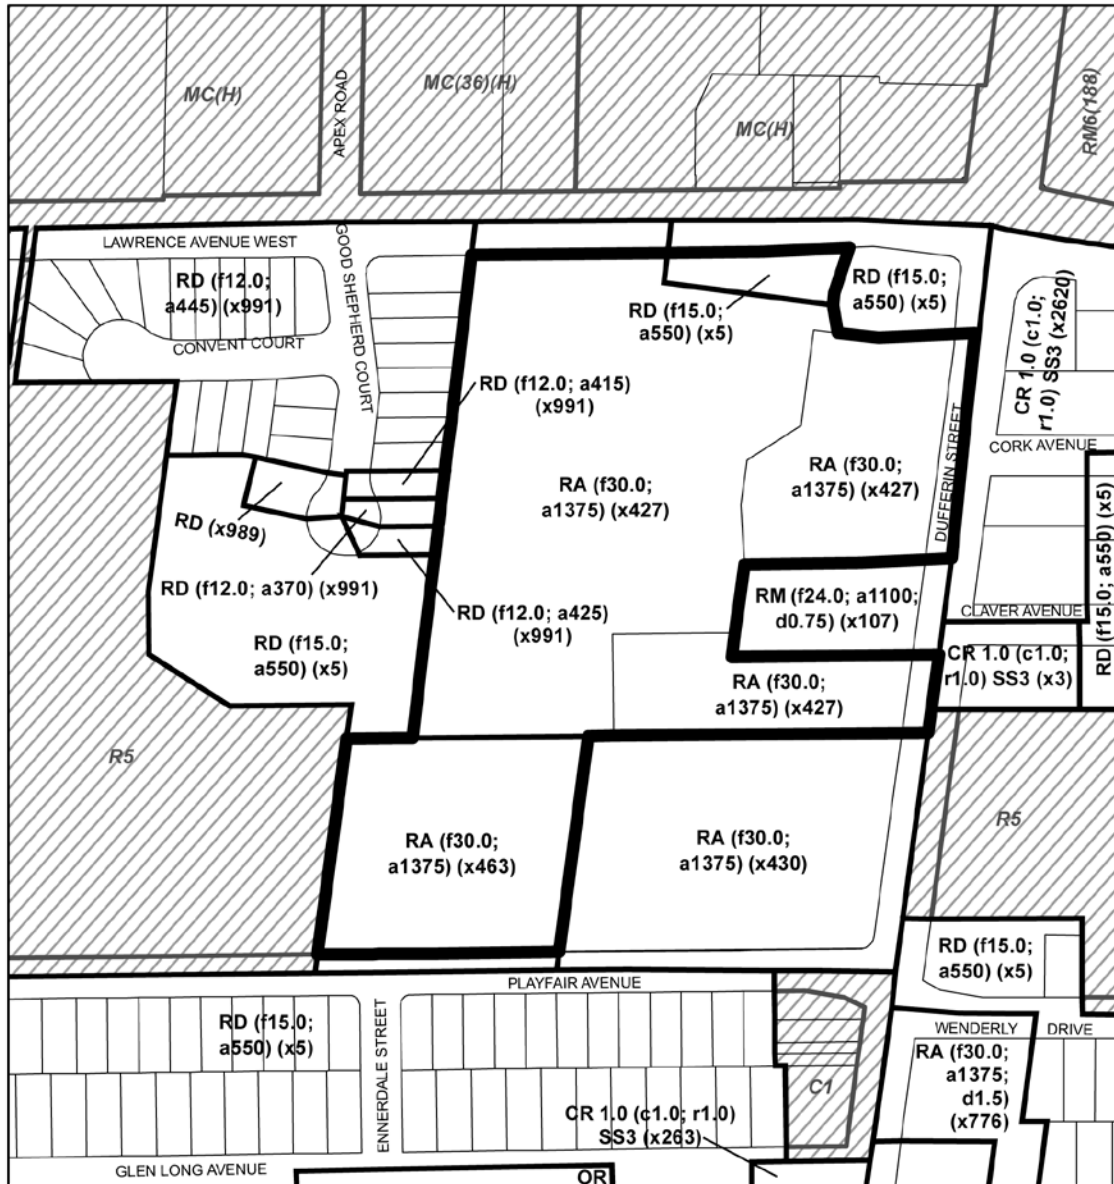 MC(H)
APEX ROAD
MC(36)(H)
MC(H)
RM6(188)
LAWRENCE AVENUE WEST
GOOD SHEPHERD COURT
RD (f12.0;
a445) (x991)
CONVENT COURT
RD (f15.0;
a550) (x5)
RD (f15.0;
a550) (x5)
CR 1.0 (c1.0;
r1.0) SS3 (x2620)
CORK AVENUE
RD (f12.0; a415)
(x991)
RA (f30.0;
a1375) (x427)
RA (f30.0;
a1375) (x427)
DUFFERIN STREET
RD (x989)
RD (f12.0; a370) (x991)
RD (f12.0; a425)
(x991)
RD (f15.0;
a550) (x5)
RM (f24.0; a1100;
d0.75) (x107)
CLAVER AVENUE
RD (f15.0; a550) (x5)
CR 1.0 (c1.0;
r1.0) SS3 (x3)
RA (f30.0;
a1375) (x427)
R5
RA (f30.0;
a1375) (x463)
RA (f30.0;
a1375) (x430)
R5
RD (f15.0;
a550) (x5)
PLAYFAIR AVENUE
RD (f15.0;
a550) (x5)
ENNERDALE STREET
WENDERLY DRIVE
RA (f30.0;
a1375;
d1.5)
(x776)
C1
CR 1.0 (c1.0; r1.0)
SS3 (x263)
GLEN LONG AVENUE
OR